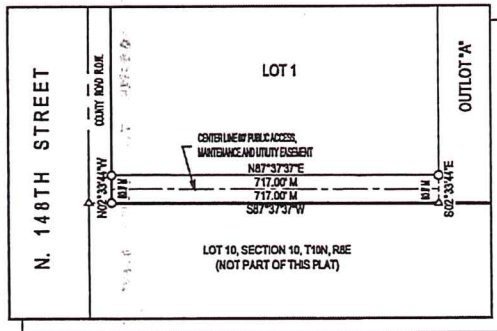 N. 148TH STREET
COUNTY ROAD R.O.W.
LOT 1
OUTLOT "A"
CENTER LINE 60' PUBLIC ACCESS,
MAINTENANCE AND UTILITY EASEMENT
N87°37'37"E
N02°33'44"W
717.00' M
717.00' M
S02°33'44"E
S87°37'37"W
LOT 10, SECTION 10, T10N, R8E
(NOT PART OF THIS PLAT)